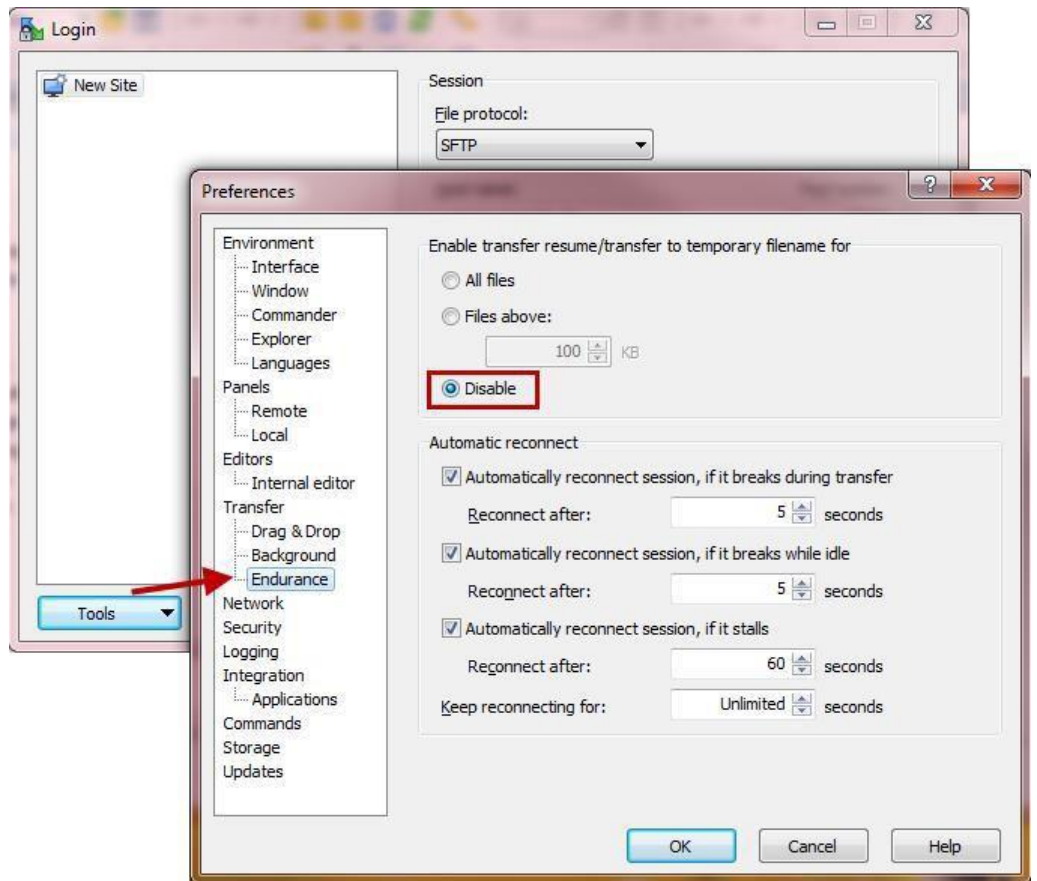 Login
New Site
Session
File protocol:
SFTP
Tools
Preferences
Environment
Interface
Window
Commander
Explorer
Languages
Panels
Remote
Local
Editors
Internal editor
Transfer
Drag & Drop
Background
Endurance
Network
Security
Logging
Integration
Applications
Commands
Storage
Updates
Enable transfer resume/transfer to temporary filename for
All files
Files above:
100 KB
Disable
Automatic reconnect
Automatically reconnect session, if it breaks during transfer
Reconnect after: 5 seconds
Automatically reconnect session, if it breaks while idle
Reconnect after: 5 seconds
Automatically reconnect session, if it stalls
Reconnect after: 60 seconds
Keep reconnecting for: Unlimited seconds
OK Cancel Help